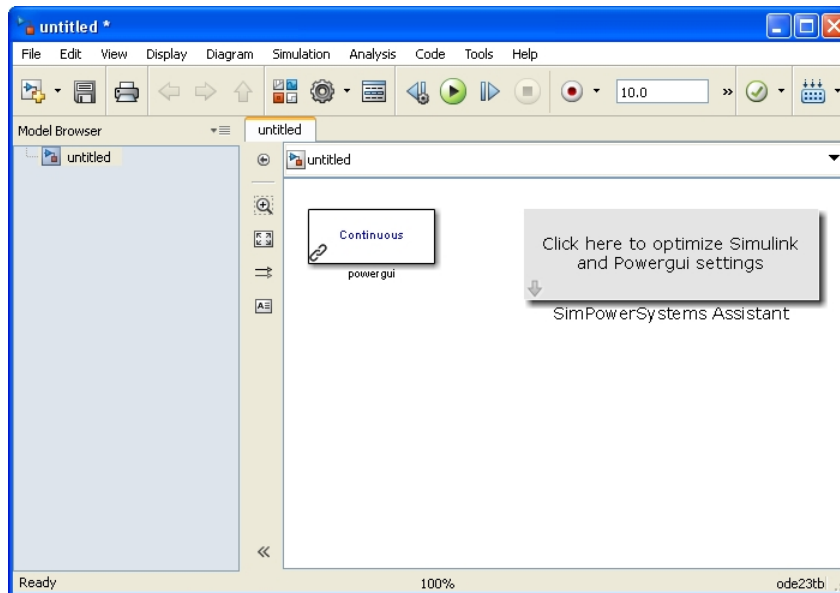 untitled *
File Edit View Display Diagram Simulation Analysis Code Tools Help
10.0 »
Model Browser
untitled
untitled
untitled
Continuous
powergui
Click here to optimize Simulink
and Powergui settings
SimPowerSystems Assistant
Ready 100% ode23tb